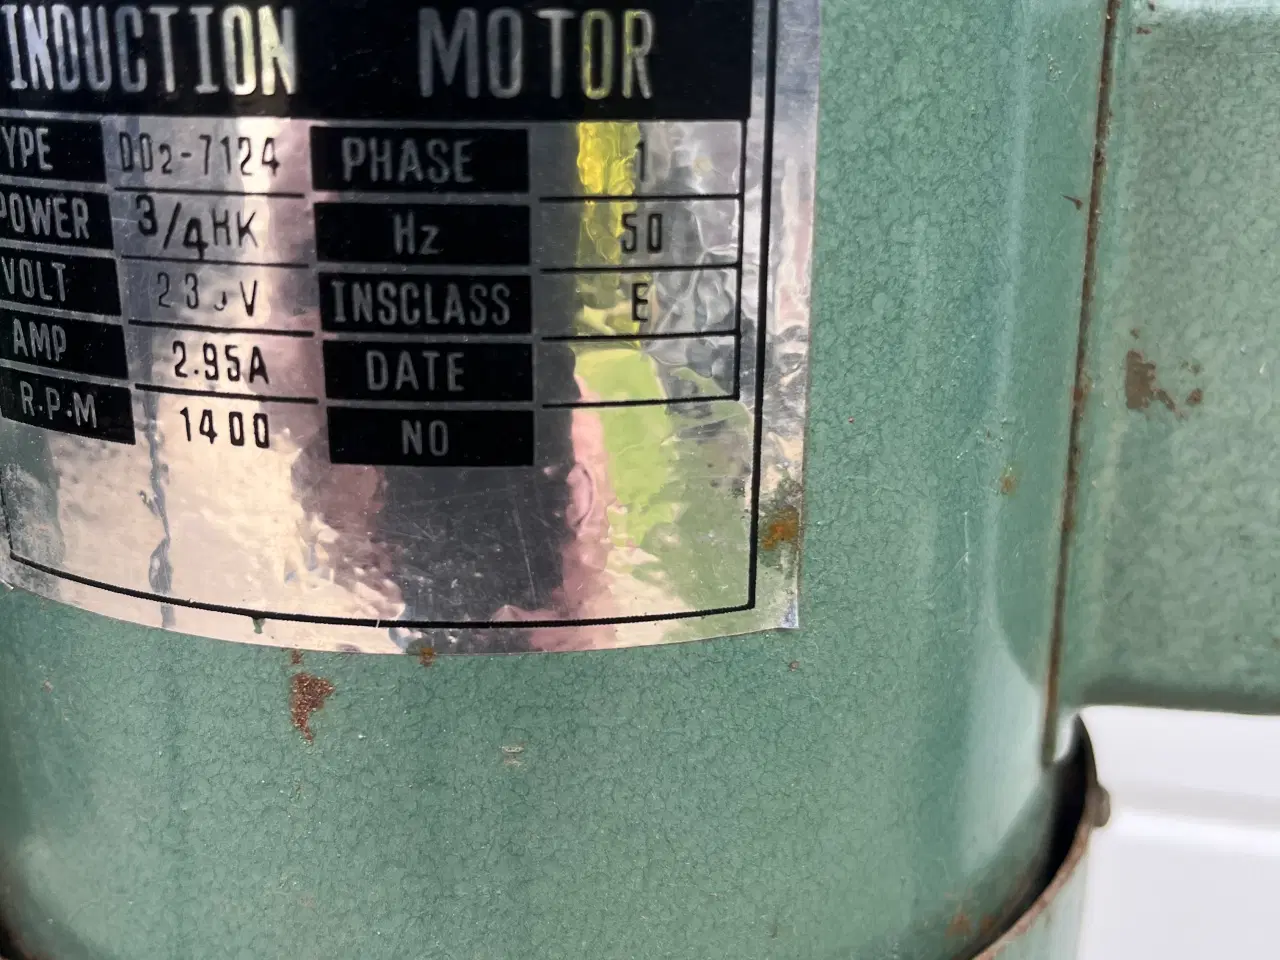 INDUCTION MOTOR
YPE DO2-7124 PHASE 1
POWER 3/4HK Hz 50
VOLT 230V INSCLASS E
AMP 2.95A DATE
R.P.M 1400 NO